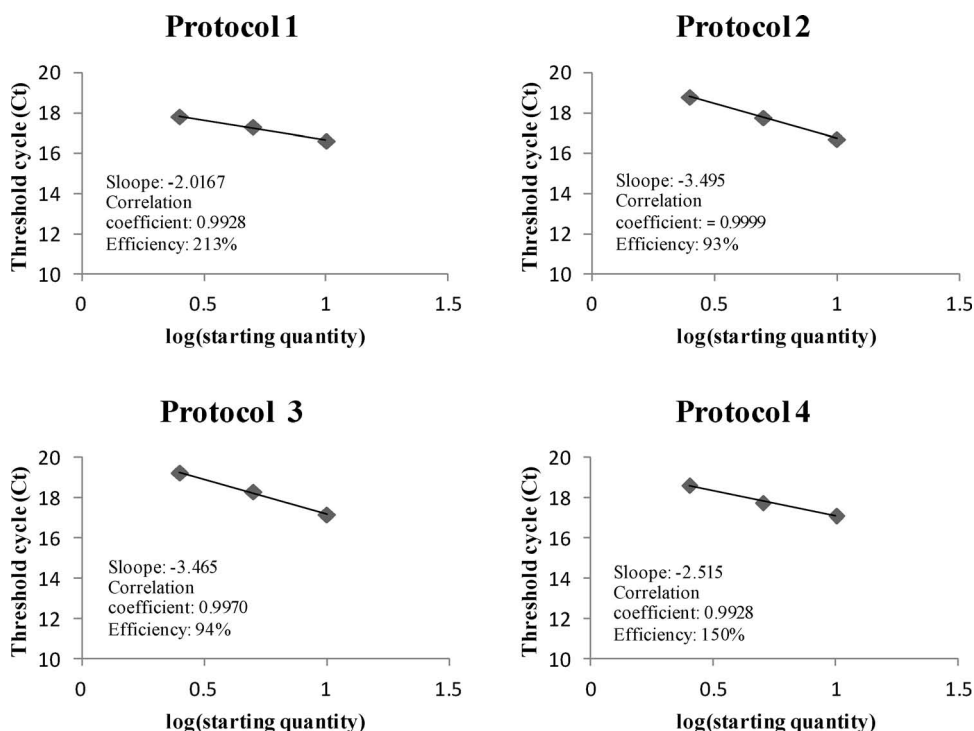 Protocol 1
Threshold cycle (Ct)
20
18
16
14
12
10
Sloope: -2.0167
Correlation
coefficient: 0.9928
Efficiency: 213%
0
0.5
1
1.5
log(starting quantity)
Protocol 2
Threshold cycle (Ct)
20
18
16
14
12
10
Sloope: -3.495
Correlation
coefficient: = 0.9999
Efficiency: 93%
0
0.5
1
1.5
log(starting quantity)
Protocol 3
Threshold cycle (Ct)
20
18
16
14
12
10
Sloope: -3.465
Correlation
coefficient: 0.9970
Efficiency: 94%
0
0.5
1
1.5
log(starting quantity)
Protocol 4
Threshold cycle (Ct)
20
18
16
14
12
10
Sloope: -2.515
Correlation
coefficient: 0.9928
Efficiency: 150%
0
0.5
1
1.5
log(starting quantity)